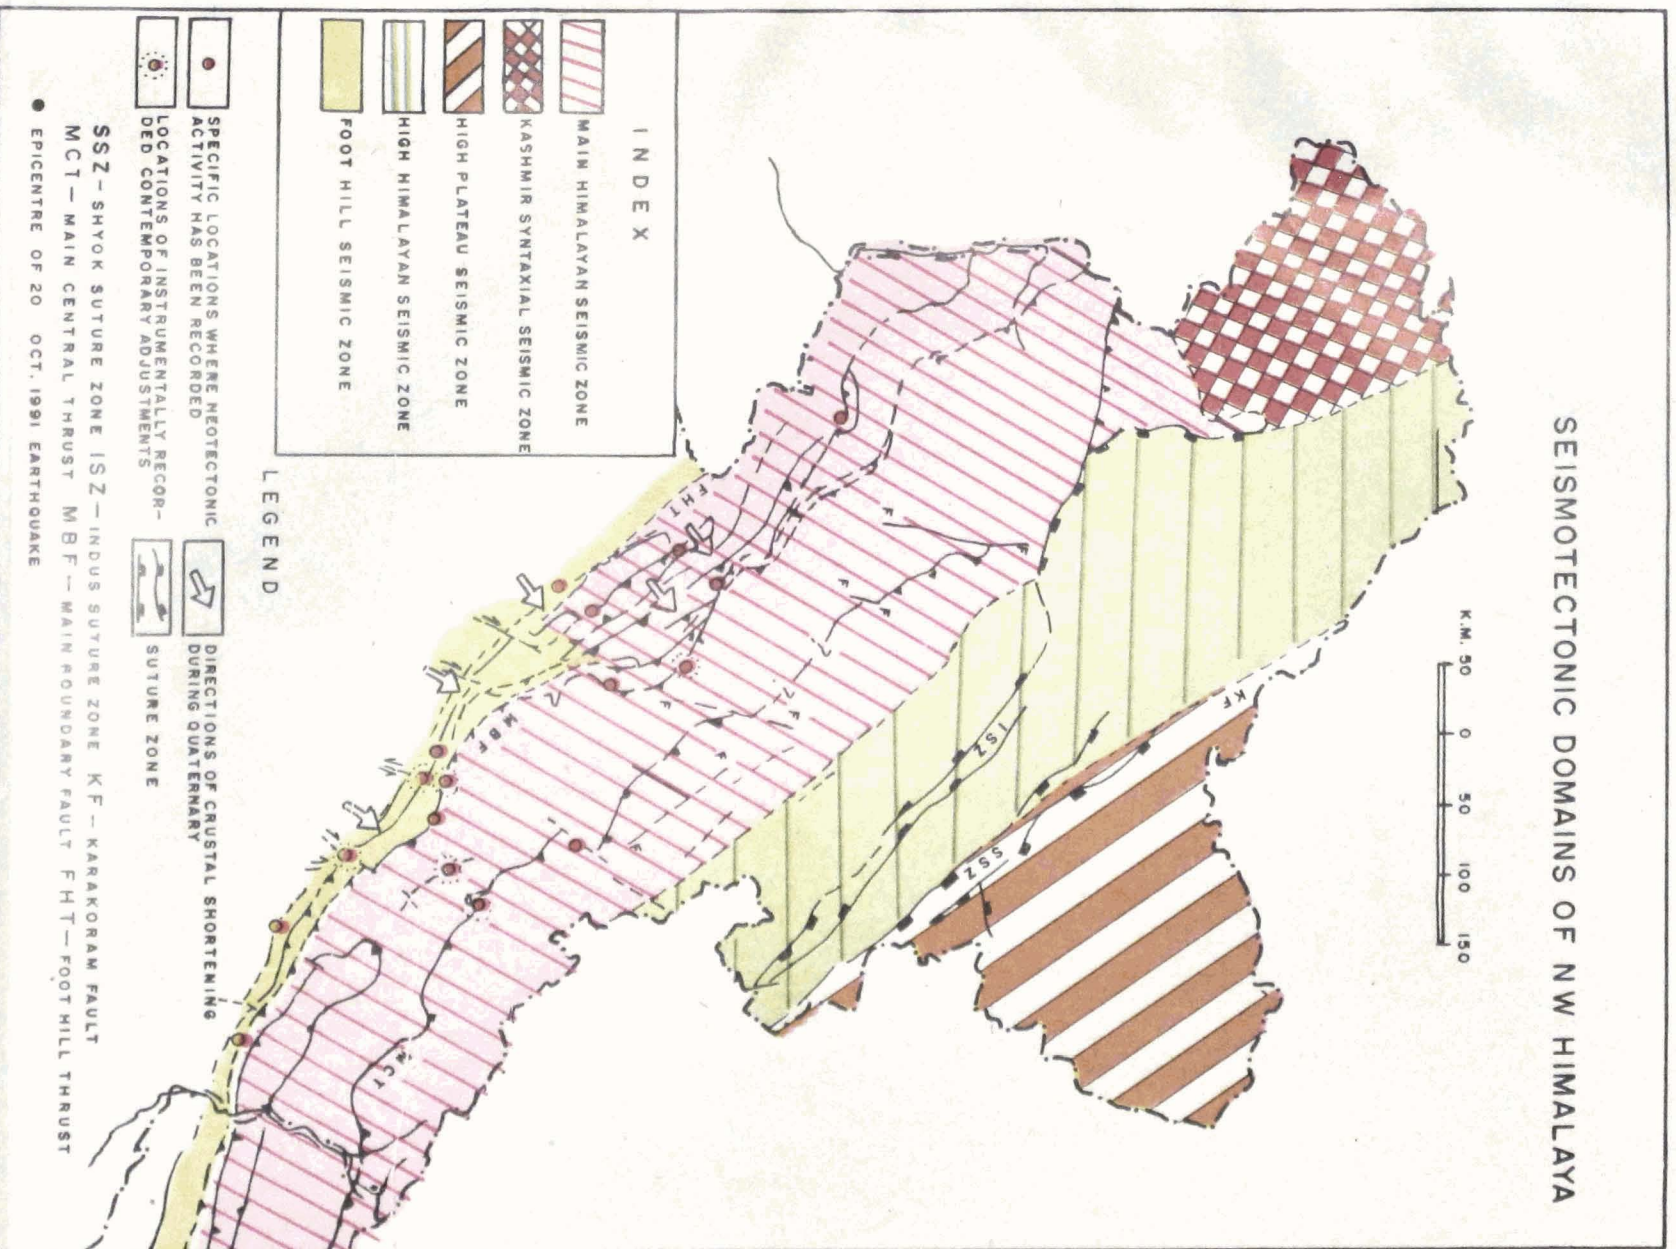 SEISMOTECTONIC DOMAINS OF NW HIMALAYA
K.M. 50 0 50 100 150
KF
ISZ
SSZ
FHT
MBF
MCT
F
F
F
F
F
F
F
F
INDEX
MAIN HIMALAYAN SEISMIC ZONE
KASHMIR SYNTAXIAL SEISMIC ZONE
HIGH PLATEAU SEISMIC ZONE
HIGH HIMALAYAN SEISMIC ZONE
FOOT HILL SEISMIC ZONE
LEGEND
SPECIFIC LOCATIONS WHERE NEOTECTONIC
ACTIVITY HAS BEEN RECORDED
DIRECTIONS OF CRUSTAL SHORTENING
DURING QUATERNARY
LOCATIONS OF INSTRUMENTALLY RECOR-
DED CONTEMPORARY ADJUSTMENTS
SUTURE ZONE
SSZ-SHYOK SUTURE ZONE ISZ-INDUS SUTURE ZONE KF-KARAKORAM FAULT
MCT-MAIN CENTRAL THRUST MBF-MAIN BOUNDARY FAULT FHT-FOOT HILL THRUST
● EPICENTRE OF 20 OCT. 1991 EARTHQUAKE